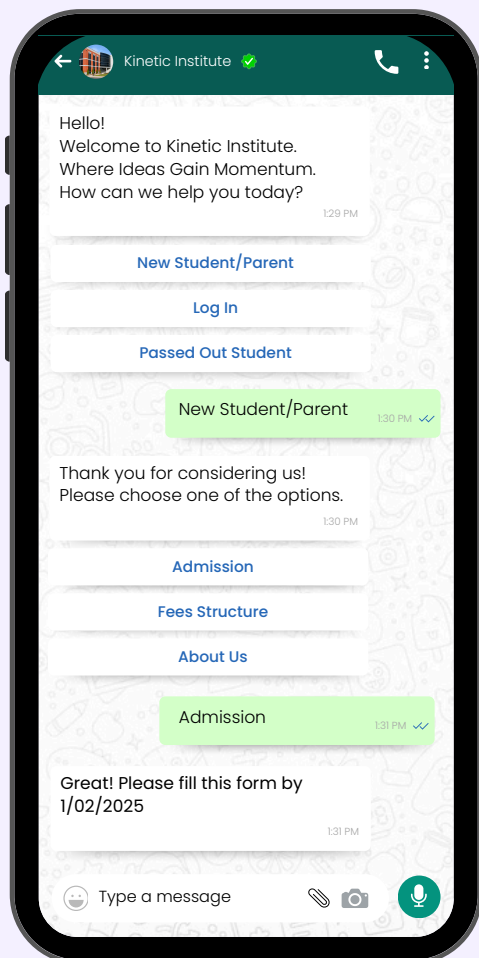 Kinetic Institute
Hello!
Welcome to Kinetic Institute.
Where Ideas Gain Momentum.
How can we help you today?
1:29 PM
New Student/Parent
Log In
Passed Out Student
New Student/Parent
1:30 PM
Thank you for considering us!
Please choose one of the options.
1:30 PM
Admission
Fees Structure
About Us
Admission
1:31 PM
Great! Please fill this form by
1/02/2025
1:31 PM
Type a message